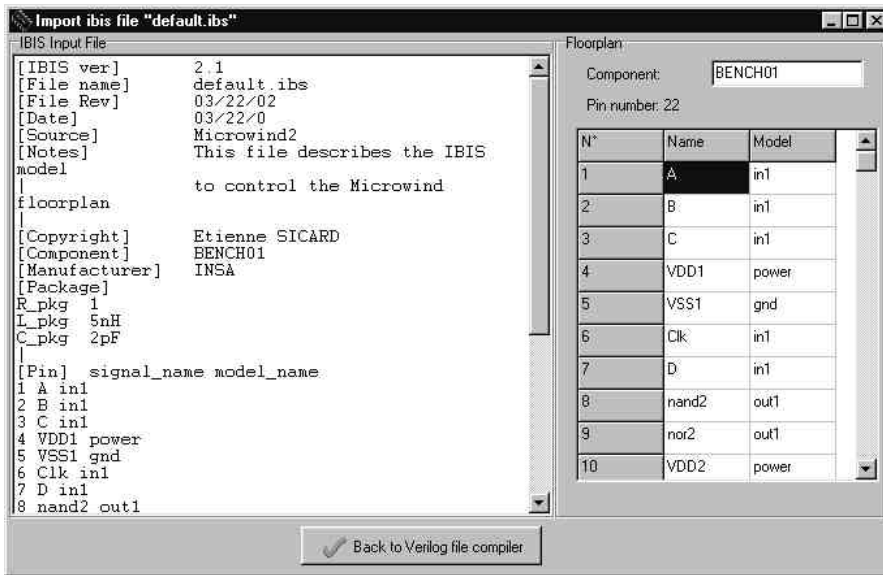 Import ibis file "default.ibs"
IBIS Input File
[IBIS ver] 2.1
[File name] default.ibs
[File Rev] 03/22/02
[Date] 03/22/0
[Source] Microwind2
[Notes] This file describes the IBIS
model
| to control the Microwind
floorplan
|
[Copyright] Etienne SICARD
[Component] BENCH01
[Manufacturer] INSA
[Package]
R_pkg 1
L_pkg 5nH
C_pkg 2pF
|
[Pin] signal_name model_name
1 A in1
2 B in1
3 C in1
4 VDD1 power
5 VSS1 gnd
6 Clk in1
7 D in1
8 nand2 out1
Floorplan
Component: BENCH01
Pin number: 22
N° Name Model
1 A in1
2 B in1
3 C in1
4 VDD1 power
5 VSS1 gnd
6 Clk in1
7 D in1
8 nand2 out1
9 nor2 out1
10 VDD2 power
Back to Verilog file compiler